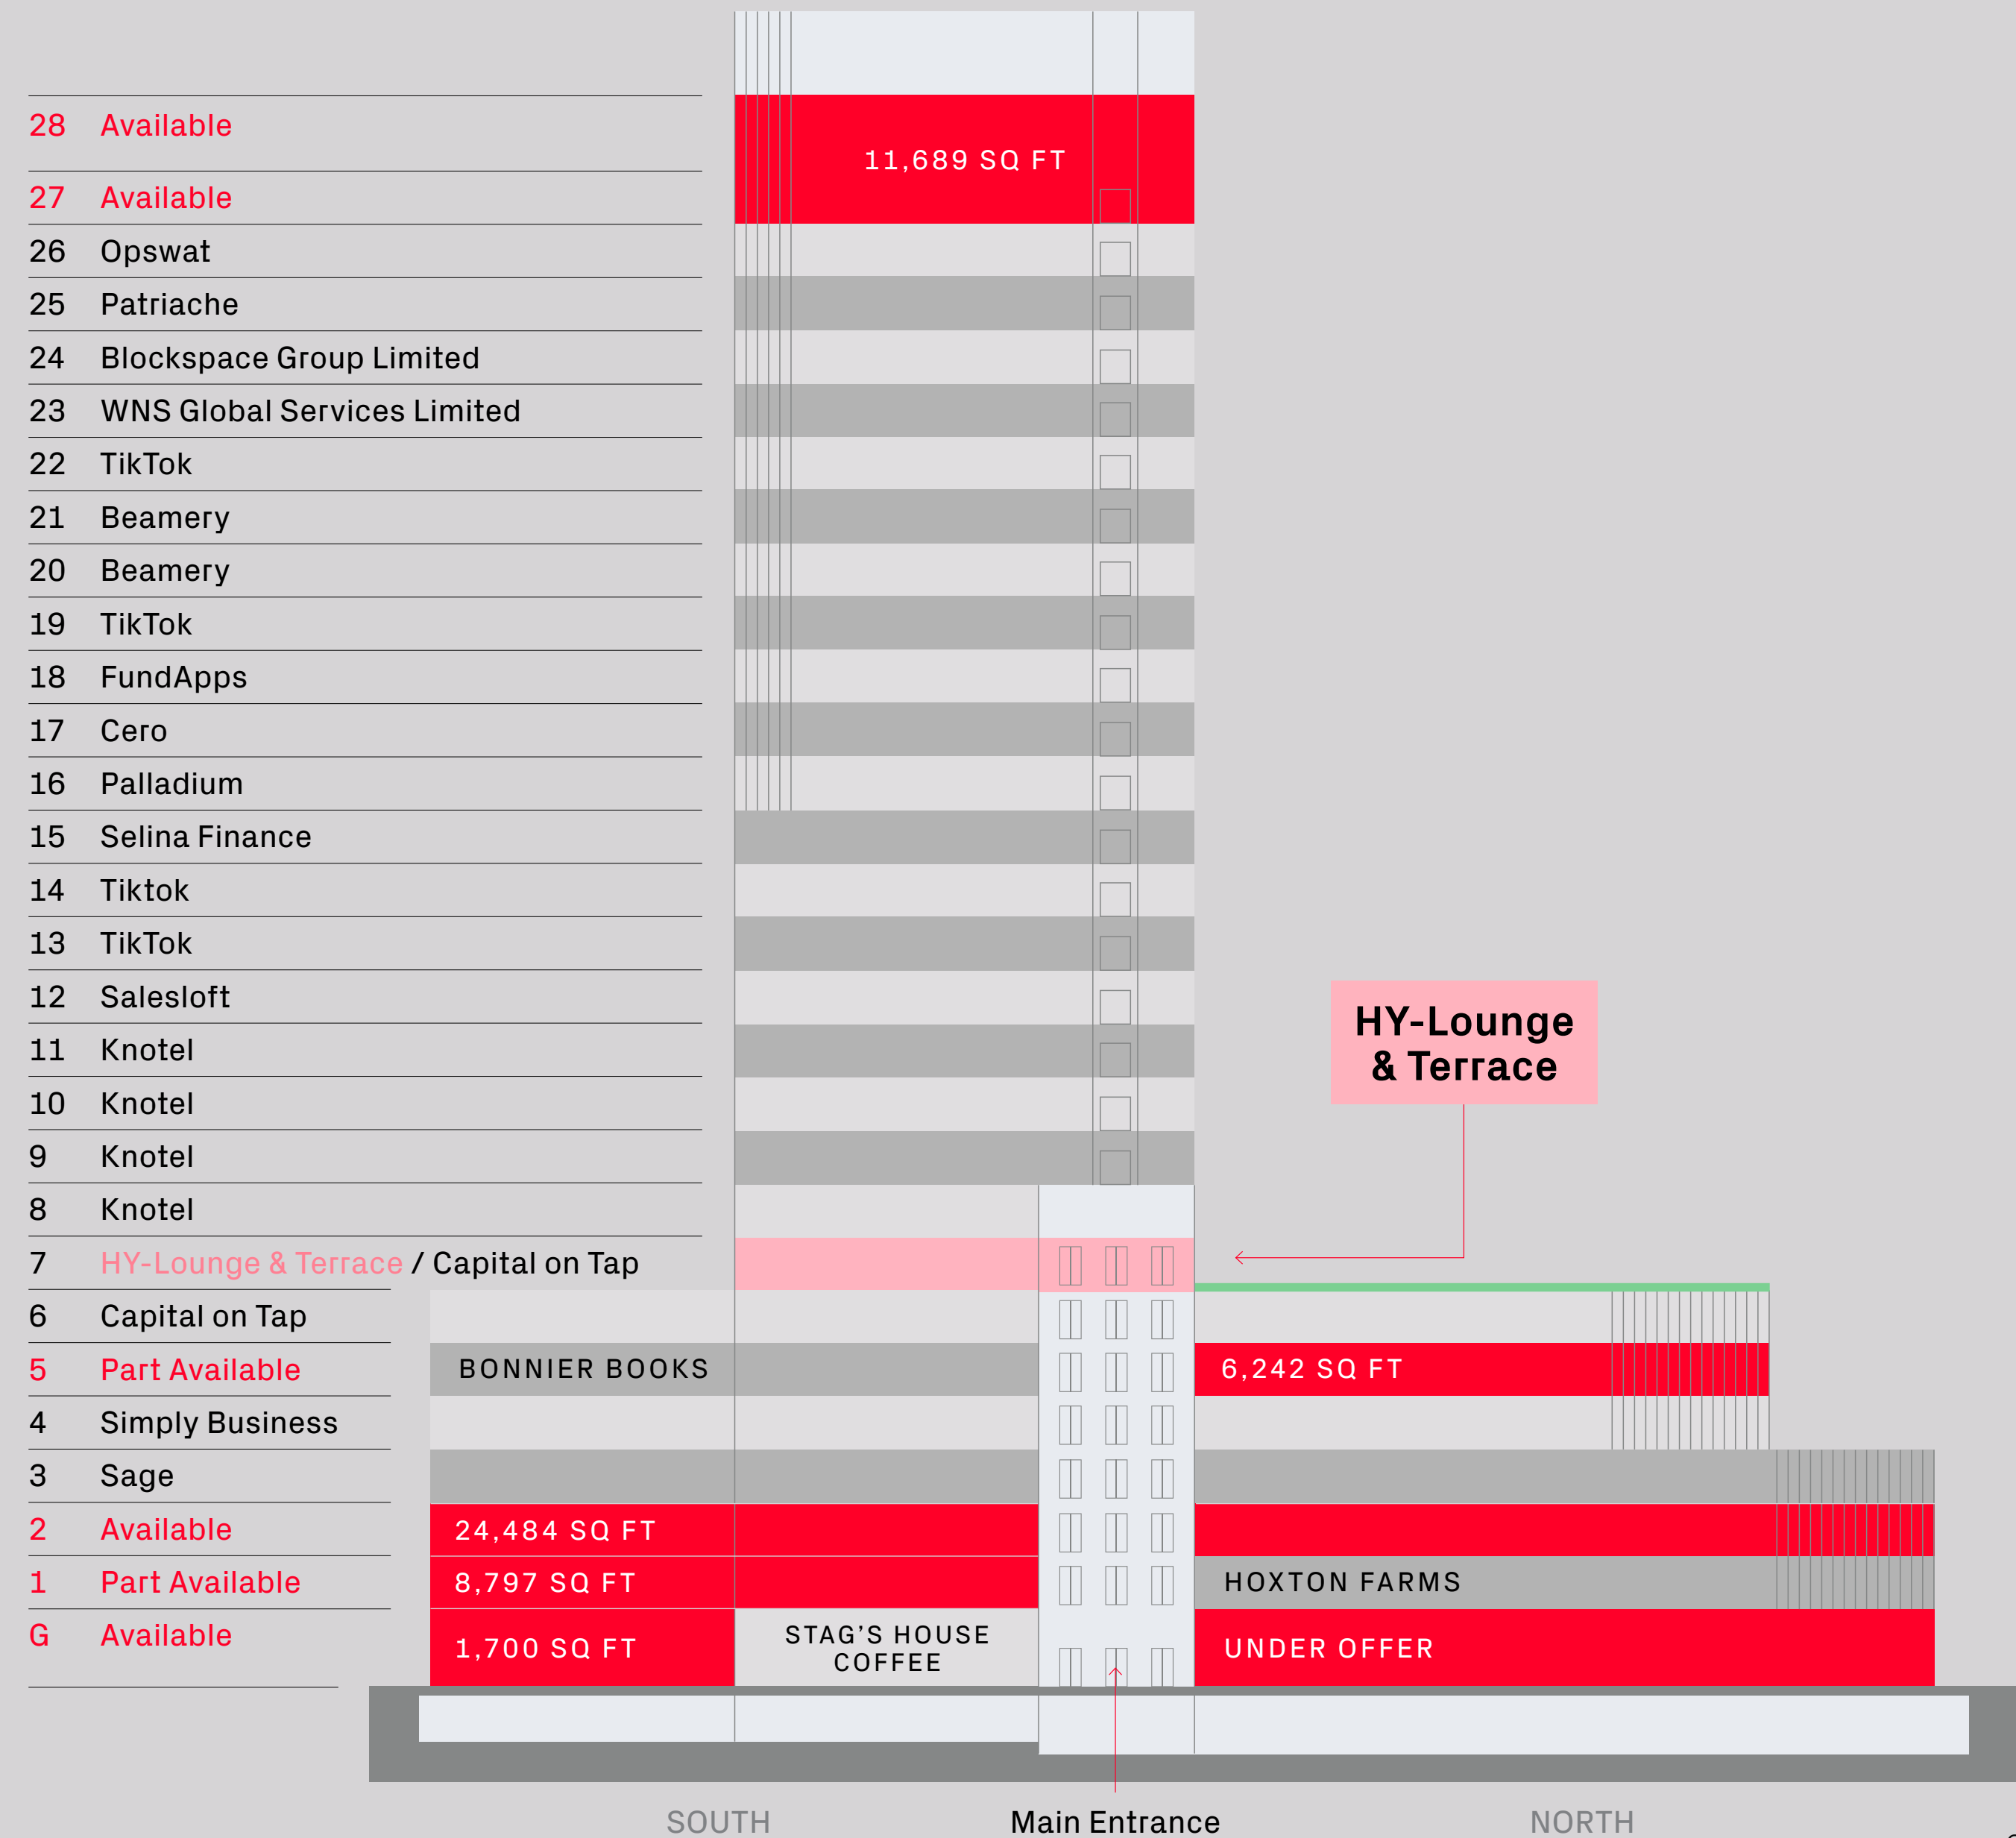 28 Available
11,689 SQ FT
27 Available
26 Opswat
25 Patriache
24 Blockspace Group Limited
23 WNS Global Services Limited
22 TikTok
21 Beamery
20 Beamery
19 TikTok
18 FundApps
17 Cero
16 Palladium
15 Selina Finance
14 Tiktok
13 TikTok
12 Salesloft
11 Knotel
10 Knotel
9 Knotel
8 Knotel
HY-Lounge
& Terrace
7 HY-Lounge & Terrace / Capital on Tap
6 Capital on Tap
5 Part Available BONNIER BOOKS 6,242 SQ FT
4 Simply Business
3 Sage
2 Available 24,484 SQ FT
1 Part Available 8,797 SQ FT HOXTON FARMS
G Available 1,700 SQ FT
STAG'S HOUSE
COFFEE
UNDER OFFER
SOUTH Main Entrance NORTH